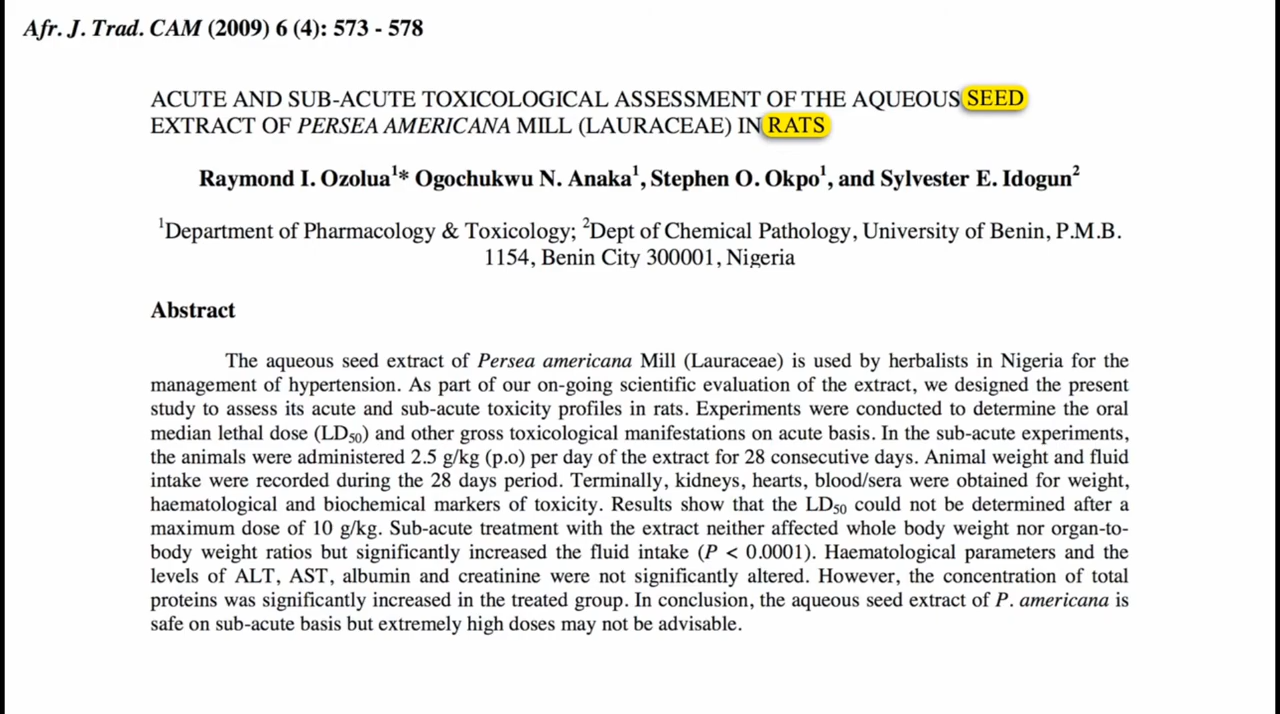 Afr. J. Trad. CAM (2009) 6 (4): 573 - 578
ACUTE AND SUB-ACUTE TOXICOLOGICAL ASSESSMENT OF THE AQUEOUS SEED
EXTRACT OF PERSEA AMERICANA MILL (LAURACEAE) IN RATS
Raymond I. Ozolua¹* Ogochukwu N. Anaka¹, Stephen O. Okpo¹, and Sylvester E. Idogun²
¹Department of Pharmacology & Toxicology; ²Dept of Chemical Pathology, University of Benin, P.M.B.
1154, Benin City 300001, Nigeria
Abstract
The aqueous seed extract of Persea americana Mill (Lauraceae) is used by herbalists in Nigeria for the
management of hypertension. As part of our on-going scientific evaluation of the extract, we designed the present
study to assess its acute and sub-acute toxicity profiles in rats. Experiments were conducted to determine the oral
median lethal dose (LD₅₀) and other gross toxicological manifestations on acute basis. In the sub-acute experiments,
the animals were administered 2.5 g/kg (p.o) per day of the extract for 28 consecutive days. Animal weight and fluid
intake were recorded during the 28 days period. Terminally, kidneys, hearts, blood/sera were obtained for weight,
haematological and biochemical markers of toxicity. Results show that the LD₅₀ could not be determined after a
maximum dose of 10 g/kg. Sub-acute treatment with the extract neither affected whole body weight nor organ-to-
body weight ratios but significantly increased the fluid intake (P < 0.0001). Haematological parameters and the
levels of ALT, AST, albumin and creatinine were not significantly altered. However, the concentration of total
proteins was significantly increased in the treated group. In conclusion, the aqueous seed extract of P. americana is
safe on sub-acute basis but extremely high doses may not be advisable.